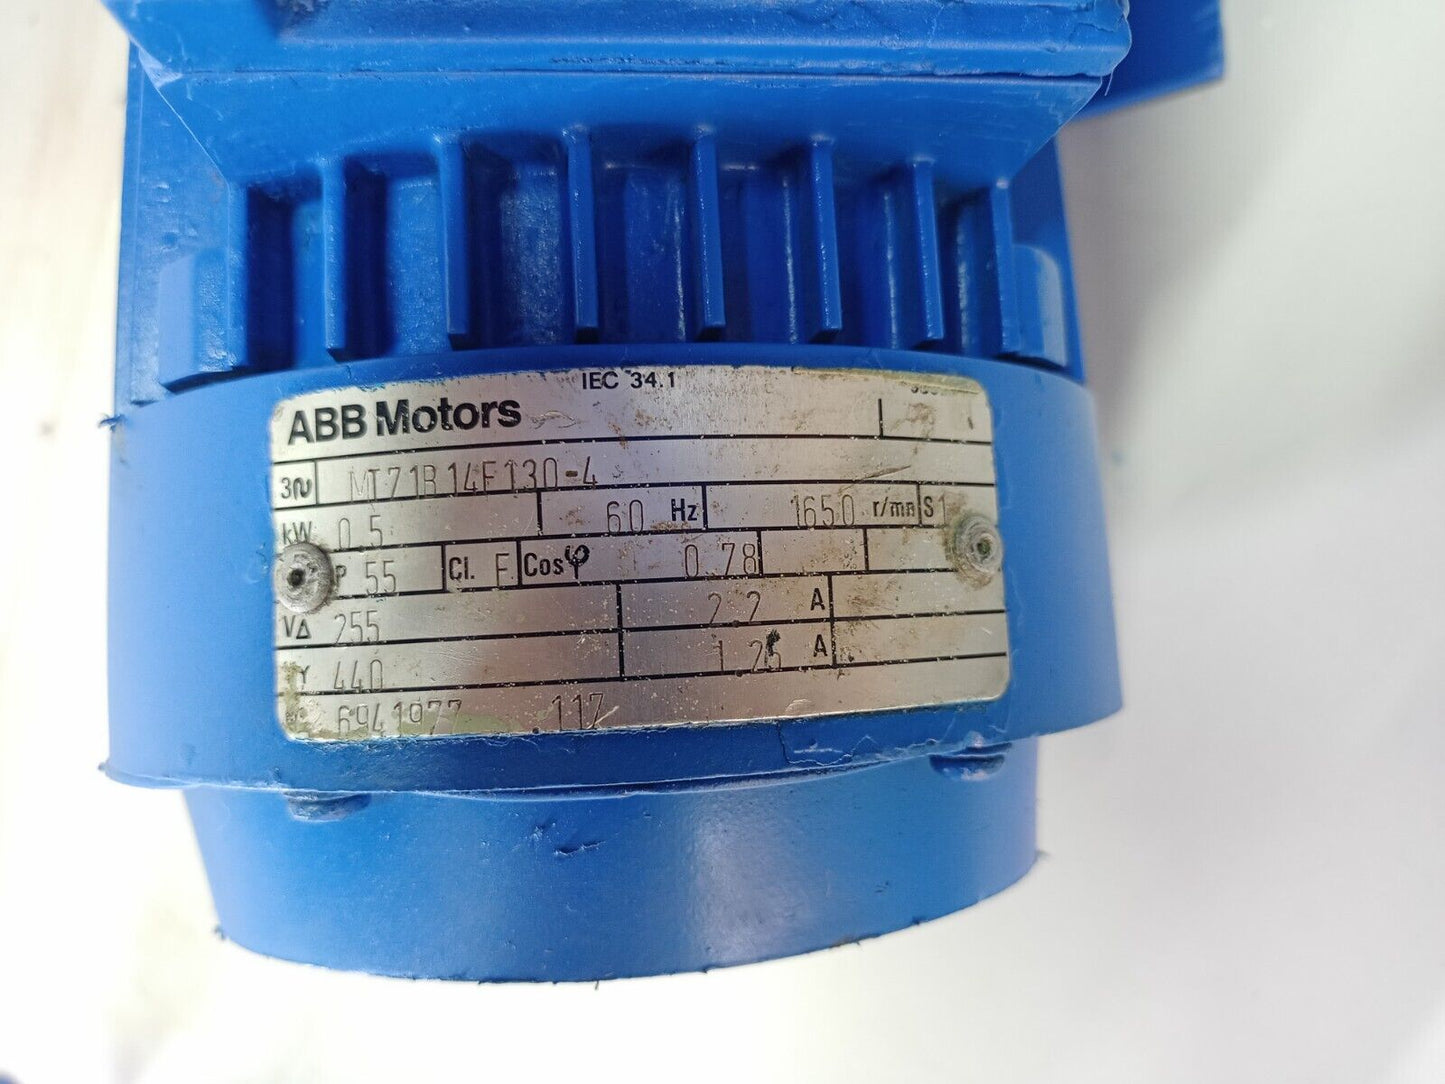 IEC 34.1
ABB Motors
3~ MT71B14F130-4
kW 0.5 60 Hz 1650 r/mn S1
P 55 Cl. F Cosφ 0.78
VΔ 255 2.2 A
Y 440 1.25 A
6941977 117